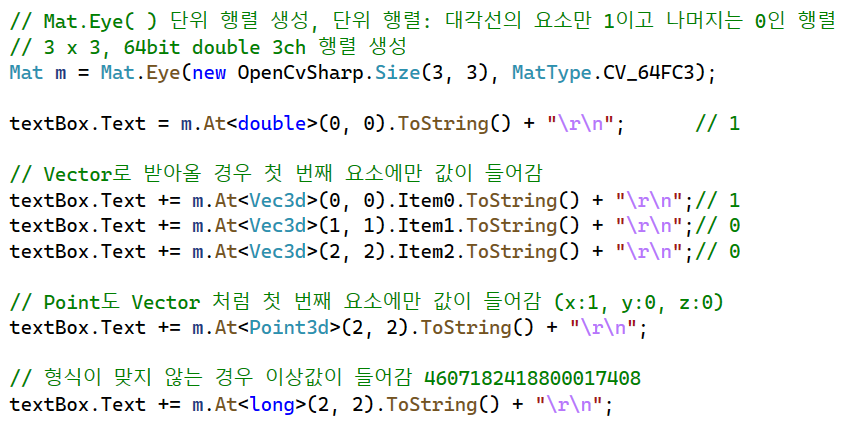 // Mat.Eye( ) 단위 행렬 생성, 단위 행렬: 대각선의 요소만 1이고 나머지는 0인 행렬
// 3 x 3, 64bit double 3ch 행렬 생성
Mat m = Mat.Eye(new OpenCvSharp.Size(3, 3), MatType.CV_64FC3);
textBox.Text = m.At<double>(0, 0).ToString() + "\r\n";      // 1
// Vector로 받아올 경우 첫 번째 요소에만 값이 들어감
textBox.Text += m.At<Vec3d>(0, 0).Item0.ToString() + "\r\n";// 1
textBox.Text += m.At<Vec3d>(1, 1).Item1.ToString() + "\r\n";// 0
textBox.Text += m.At<Vec3d>(2, 2).Item2.ToString() + "\r\n";// 0
// Point도 Vector 처럼 첫 번째 요소에만 값이 들어감 (x:1, y:0, z:0)
textBox.Text += m.At<Point3d>(2, 2).ToString() + "\r\n";
// 형식이 맞지 않는 경우 이상값이 들어감 4607182418800017408
textBox.Text += m.At<long>(2, 2).ToString() + "\r\n";